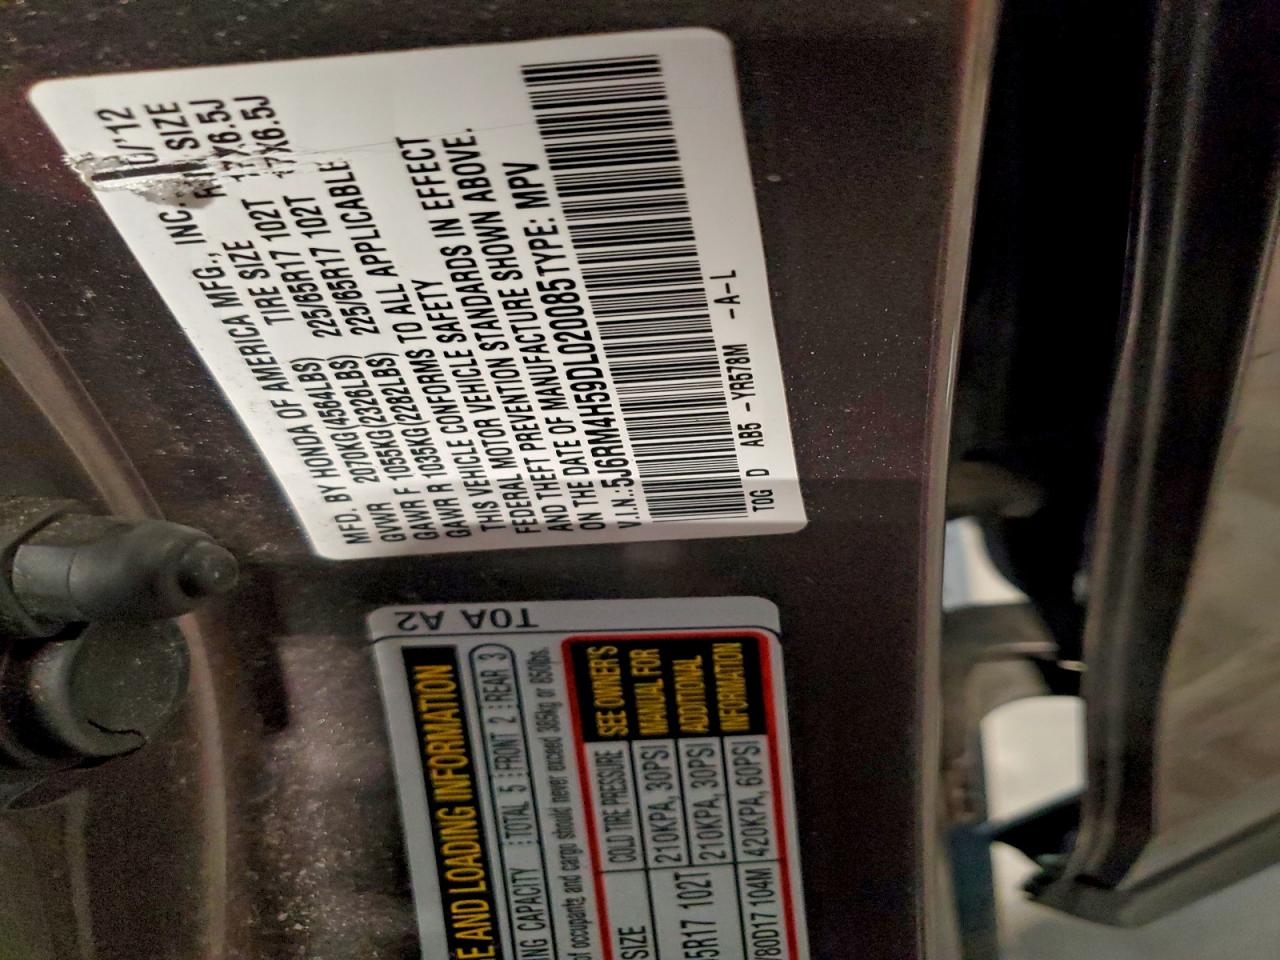 MFD. BY HONDA OF AMERICA MFG., INC. 0/12
2070KG(4564LBS) TIRE SIZE SIZE
GVWR
GAWR F 1055KG(2326LBS) 225/65R17 102T 17X6.5J
GAWR R 1035KG(2282LBS) 225/65R17 102T 17X6.5J
THIS VEHICLE CONFORMS TO ALL APPLICABLE
FEDERAL MOTOR VEHICLE SAFETY
AND THEFT PREVENTION STANDARDS IN EFFECT
ON THE DATE OF MANUFACTURE SHOWN ABOVE.
V.I.N.:5J6RM4H59DL020085 TYPE: MPV
TOG D AB5 -YR578M -A-L
TOA A2
E AND LOADING INFORMATION
NG CAPACITY TOTAL 5 FRONT 2 REAR 3
of occupants and cargo should never exceed 385kg or 850lbs.
SIZE COLD TIRE PRESSURE
5R17 102T 210KPA, 30PSI
210KPA, 30PSI
/80D17 104M 420KPA, 60PSI
SEE OWNER'S
MANUAL FOR
ADDITIONAL
INFORMATION